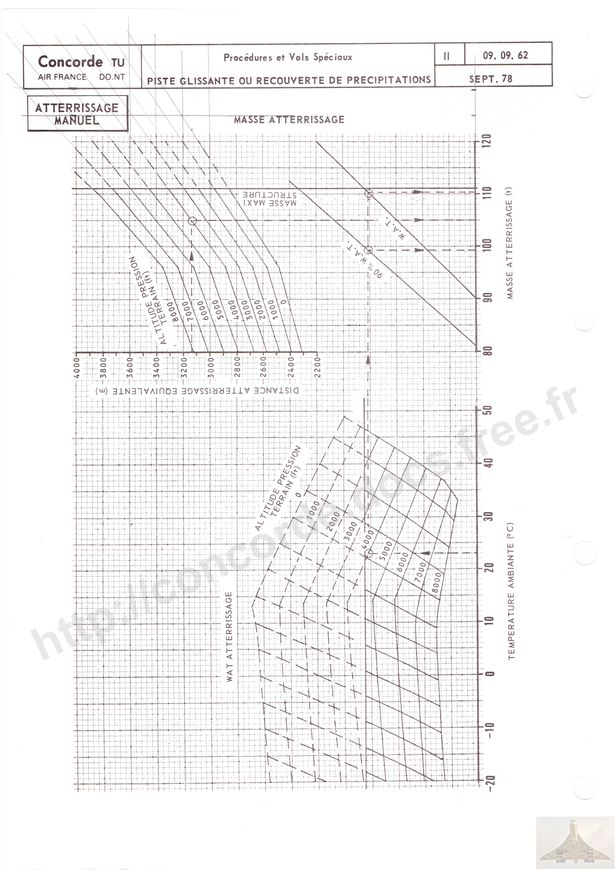 Concorde TU
AIR FRANCE DO.NT
Procédures et Vols Spéciaux
PISTE GLISSANTE OU RECOUVERTE DE PRECIPITATIONS
II
09. 09. 62
SEPT. 78
ATTERRISSAGE
MANUEL
MASSE ATTERRISSAGE
120
110
100
90
80
MASSE ATTERRISSAGE (t)
MASSE MAXI
STRUCTURE
W.A.T.
90% W.A.T.
ALTITUDE PRESSION
TERRAIN (ft)
8000
7000
6000
5000
4000
3000
2000
1000
0
4000
3800
3600
3400
3200
3000
2800
2600
2400
2200
DISTANCE ATTERRISSAGE EQUIVALENTE (m)
WAT ATTERRISSAGE
ALTITUDE PRESSION
TERRAIN (ft)
0
1000
2000
3000
4000
5000
6000
7000
8000
50
40
30
20
10
0
-10
-20
TEMPERATURE AMBIANTE (°C)
http://concorde.docs.free.fr